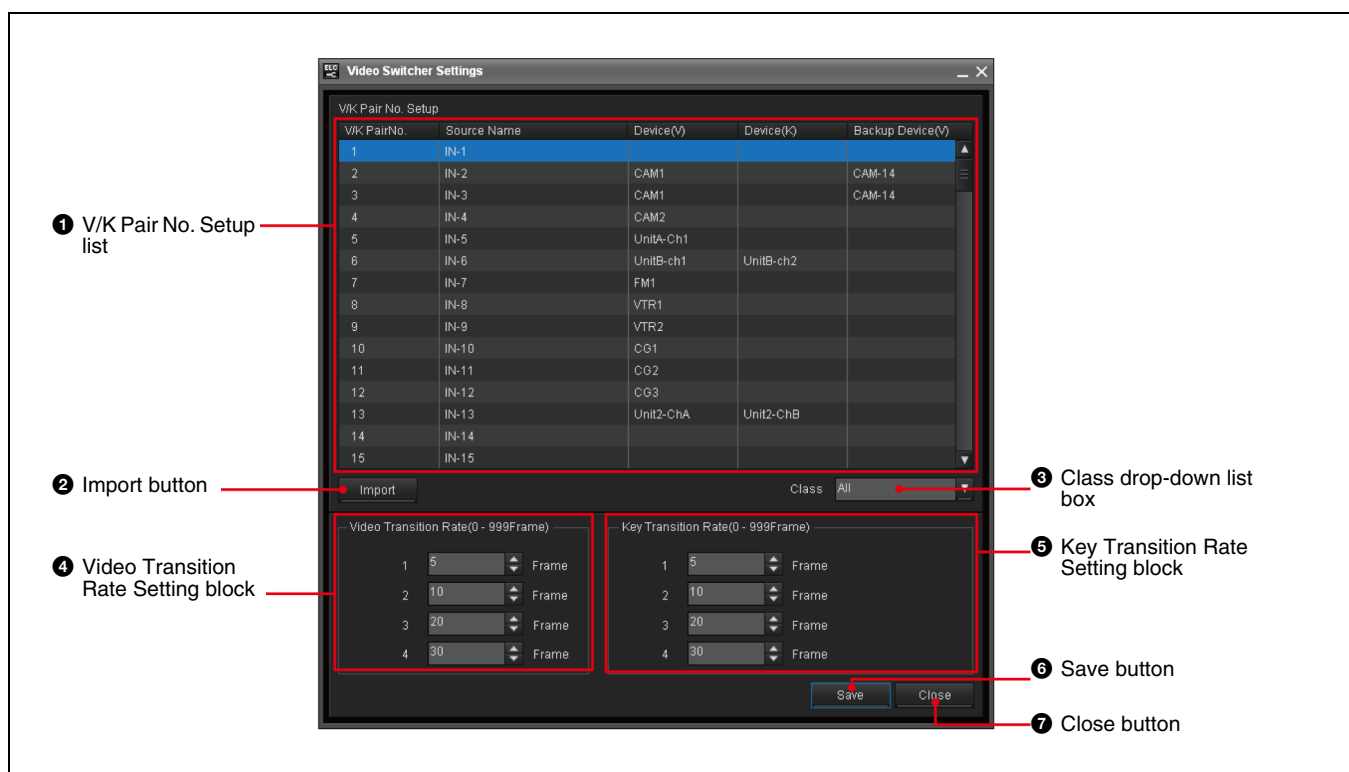 ELC
Video Switcher Settings
V/K Pair No. Setup
V/K PairNo. Source Name Device(V) Device(K) Backup Device(V)
1 IN-1
2 IN-2 CAM1 CAM-14
3 IN-3 CAM1 CAM-14
4 IN-4 CAM2
5 IN-5 UnitA-Ch1
6 IN-6 UnitB-ch1 UnitB-ch2
7 IN-7 FM1
8 IN-8 VTR1
9 IN-9 VTR2
10 IN-10 CG1
11 IN-11 CG2
12 IN-12 CG3
13 IN-13 Unit2-ChA Unit2-ChB
14 IN-14
15 IN-15
Import Class All
Video Transition Rate(0 - 999Frame)
1 5 Frame
2 10 Frame
3 20 Frame
4 30 Frame
Key Transition Rate(0 - 999Frame)
1 5 Frame
2 10 Frame
3 20 Frame
4 30 Frame
Save Close
1 V/K Pair No. Setup
list
2 Import button
3 Class drop-down list
box
4 Video Transition
Rate Setting block
5 Key Transition Rate
Setting block
6 Save button
7 Close button